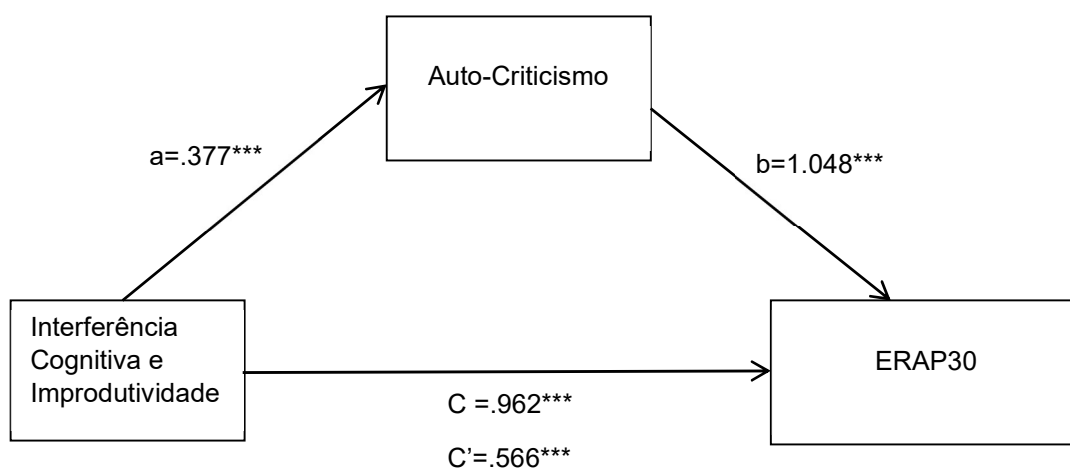 Auto-Criticismo
a=.377***
b=1.048***
Interferência
Cognitiva e
Improdutividade
ERAP30
C =.962***
C’=.566***